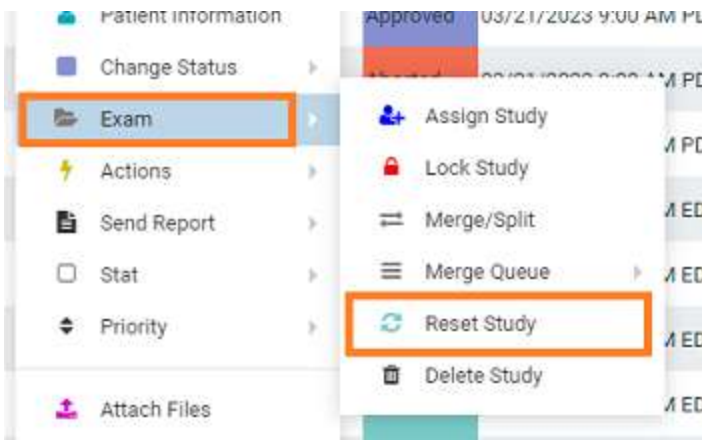 Patient Information
Approved 03/21/2023 9:00 AM
Change Status
Exam
Assign Study
Actions
Lock Study
Send Report
Merge/Split
Stat
Merge Queue
Priority
Reset Study
Delete Study
Attach Files